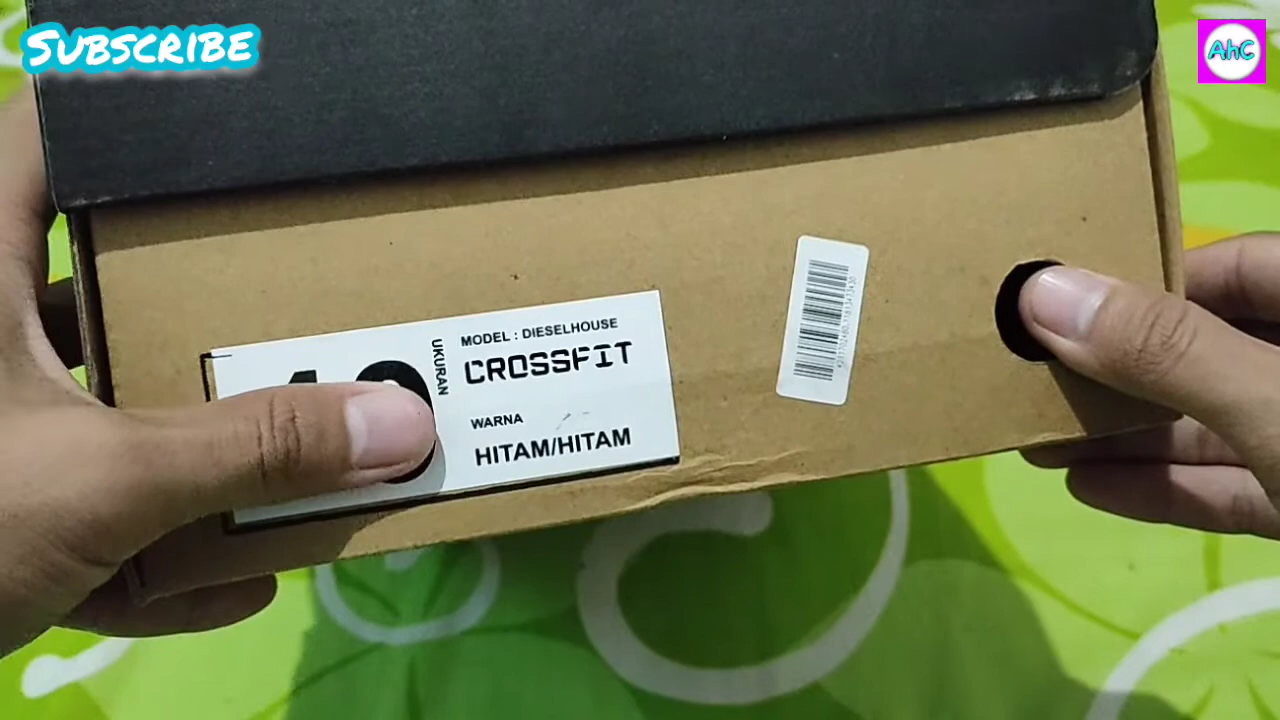 SUBSCRIBE
AhC
UKURAN
MODEL : DIESELHOUSE
CROSSFIT
WARNA
HITAM/HITAM